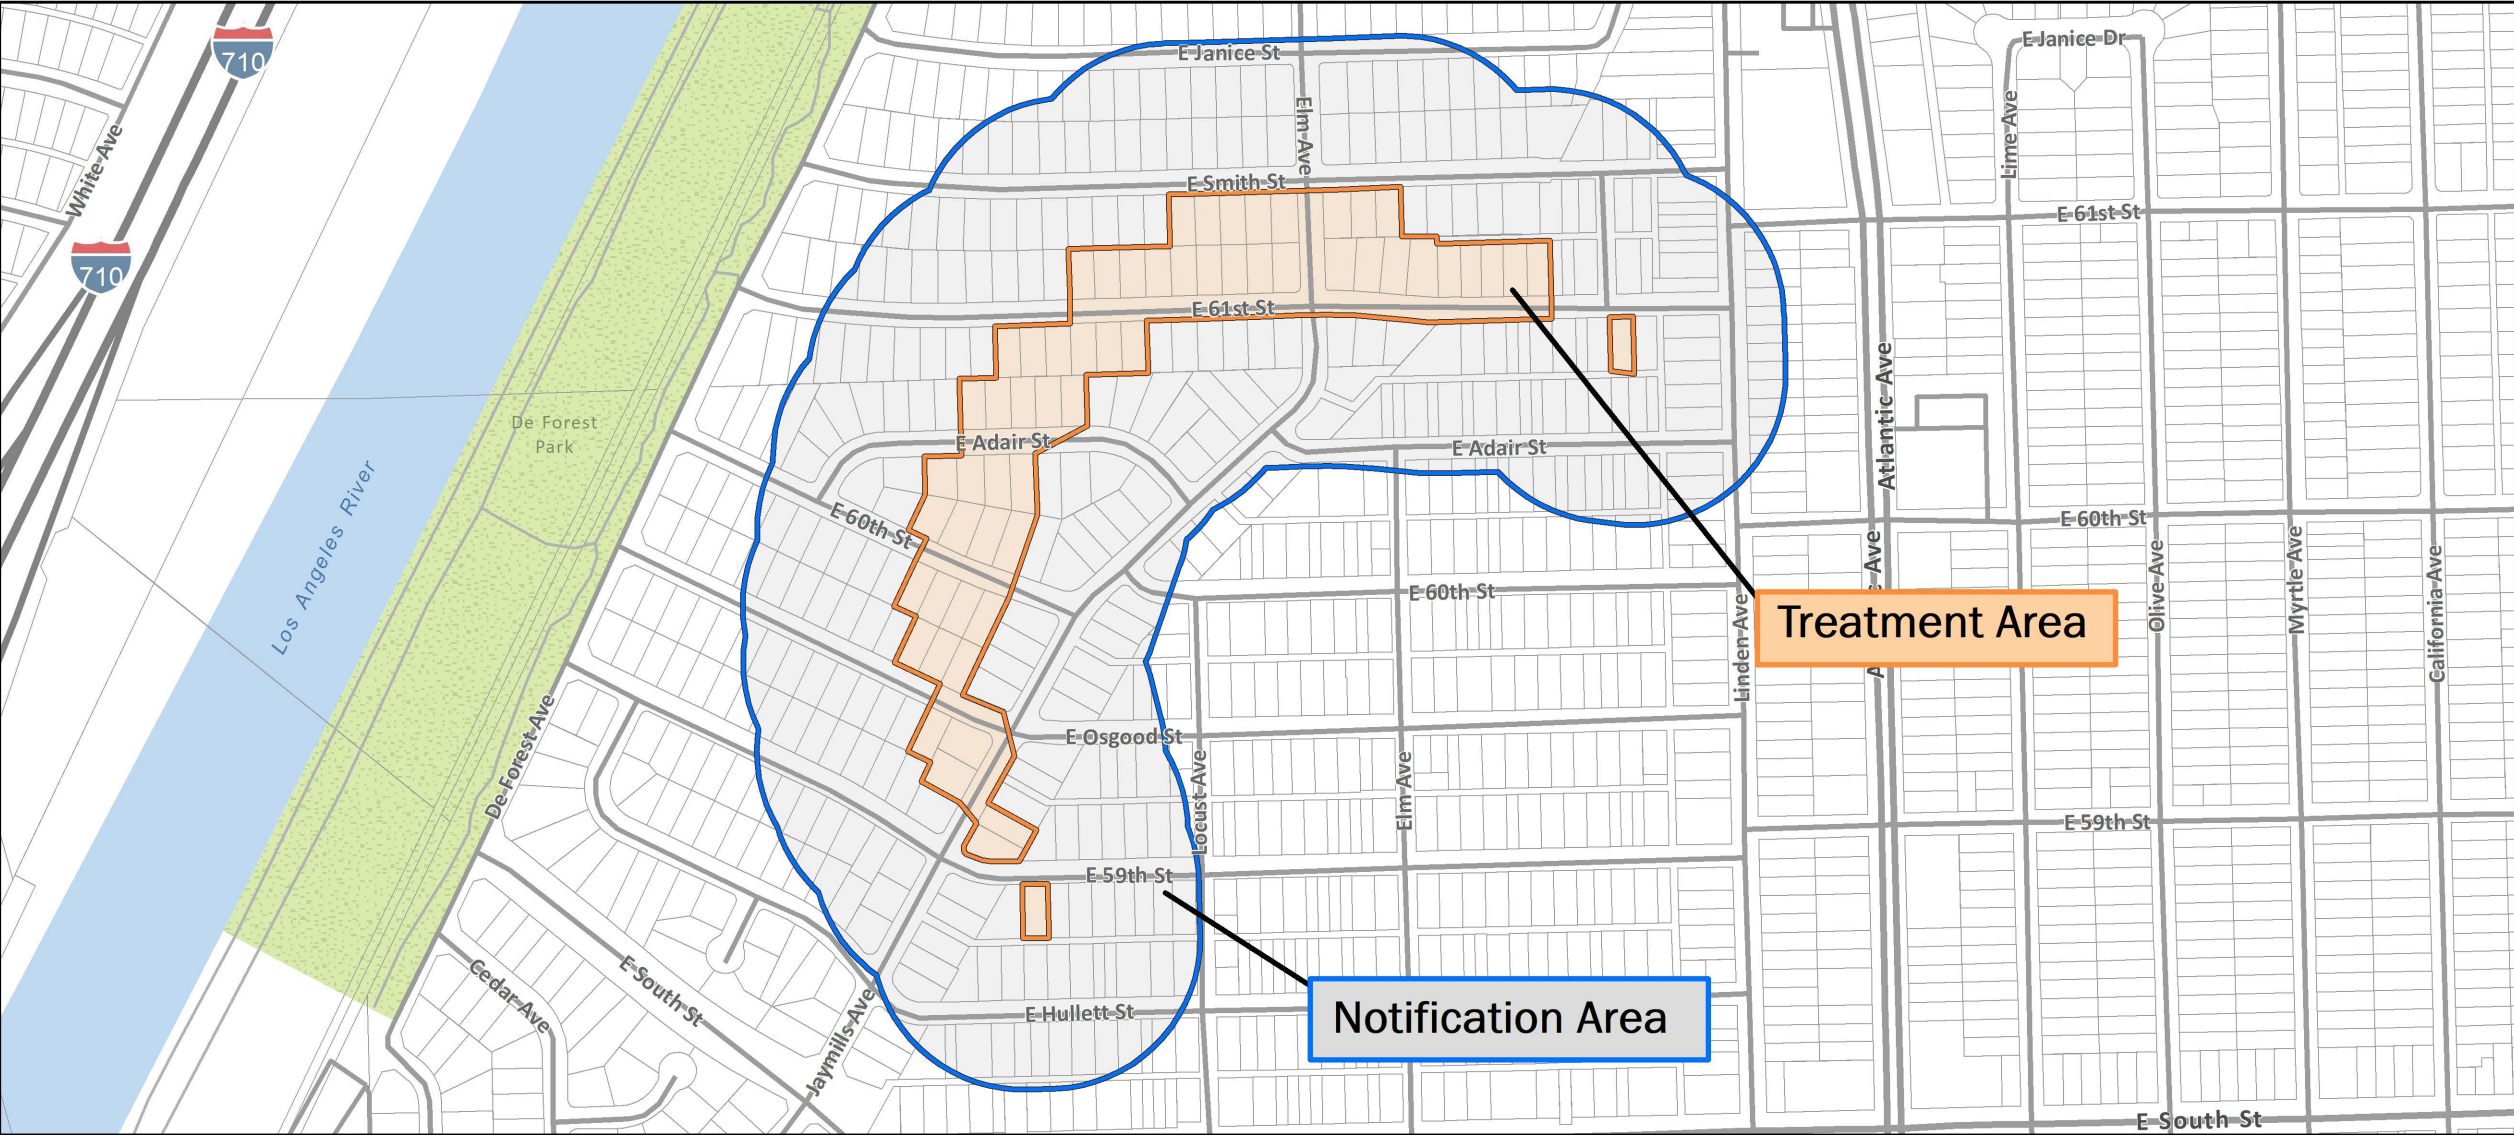 E Janice St
E Janice Dr
710
White Ave
Elm Ave
Lime Ave
E Smith St
E 61st St
710
E 61st St
De Forest
Park
Atlantic Ave
E Adair St
E Adair St
Los Angeles River
E 60th St
E 60th St
E 60th St
Olive Ave
Myrtle Ave
California Ave
Linden Ave
Treatment Area
Ave
De Forest Ave
E Osgood St
Locust Ave
Elm Ave
E 59th St
E 59th St
Cedar Ave
E South St
E Hullett St
Jaymills Ave
Notification Area
E South St